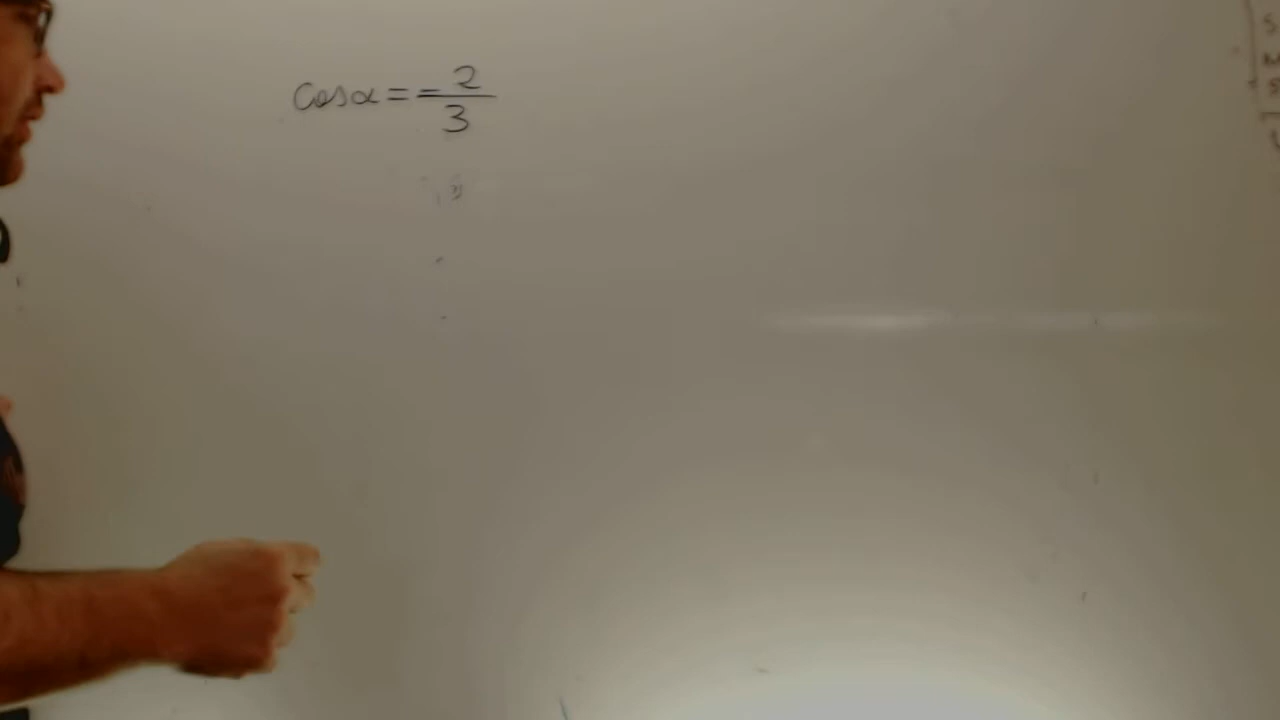 cosα = -2/3